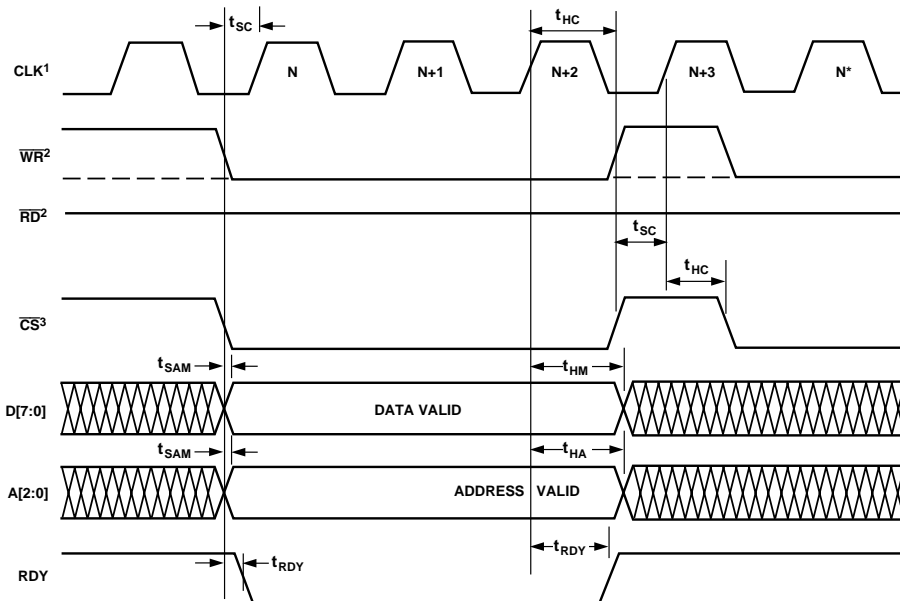 tSC
tHC
CLK1
N
N+1
N+2
N+3
N*
WR2
RD2
tSC
tHC
CS3
tSAM
tHM
D[7:0]
DATA VALID
tSAM
tHA
A[2:0]
ADDRESS VALID
tRDY
tRDY
RDY